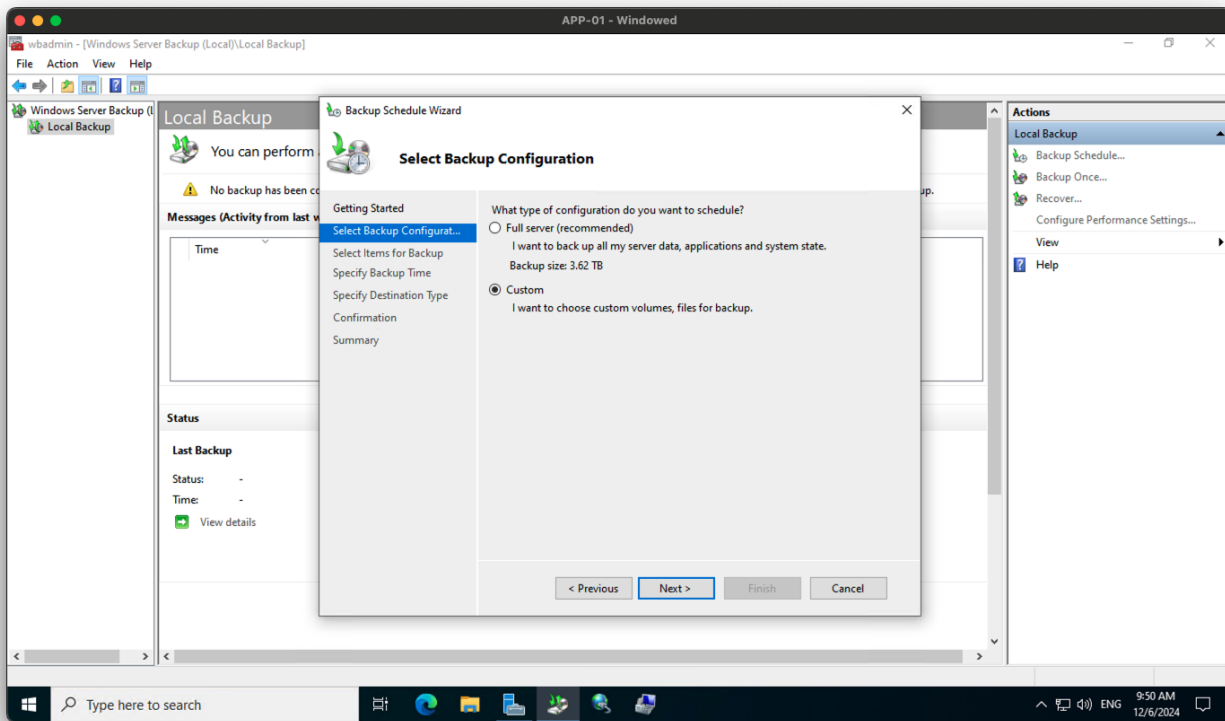 APP-01 - Windowed
wbadmin - [Windows Server Backup (Local)\Local Backup]
File Action View Help
Windows Server Backup (L
Local Backup
Local Backup
You can perform
No backup has been co
up.
Messages (Activity from last w
Time
Status
Last Backup
Status: -
Time: -
View details
Backup Schedule Wizard
Select Backup Configuration
Getting Started
Select Backup Configurat...
Select Items for Backup
Specify Backup Time
Specify Destination Type
Confirmation
Summary
What type of configuration do you want to schedule?
Full server (recommended)
I want to back up all my server data, applications and system state.
Backup size: 3.62 TB
Custom
I want to choose custom volumes, files for backup.
< Previous Next > Finish Cancel
Actions
Local Backup
Backup Schedule...
Backup Once...
Recover...
Configure Performance Settings...
View
Help
Type here to search
ENG
9:50 AM
12/6/2024